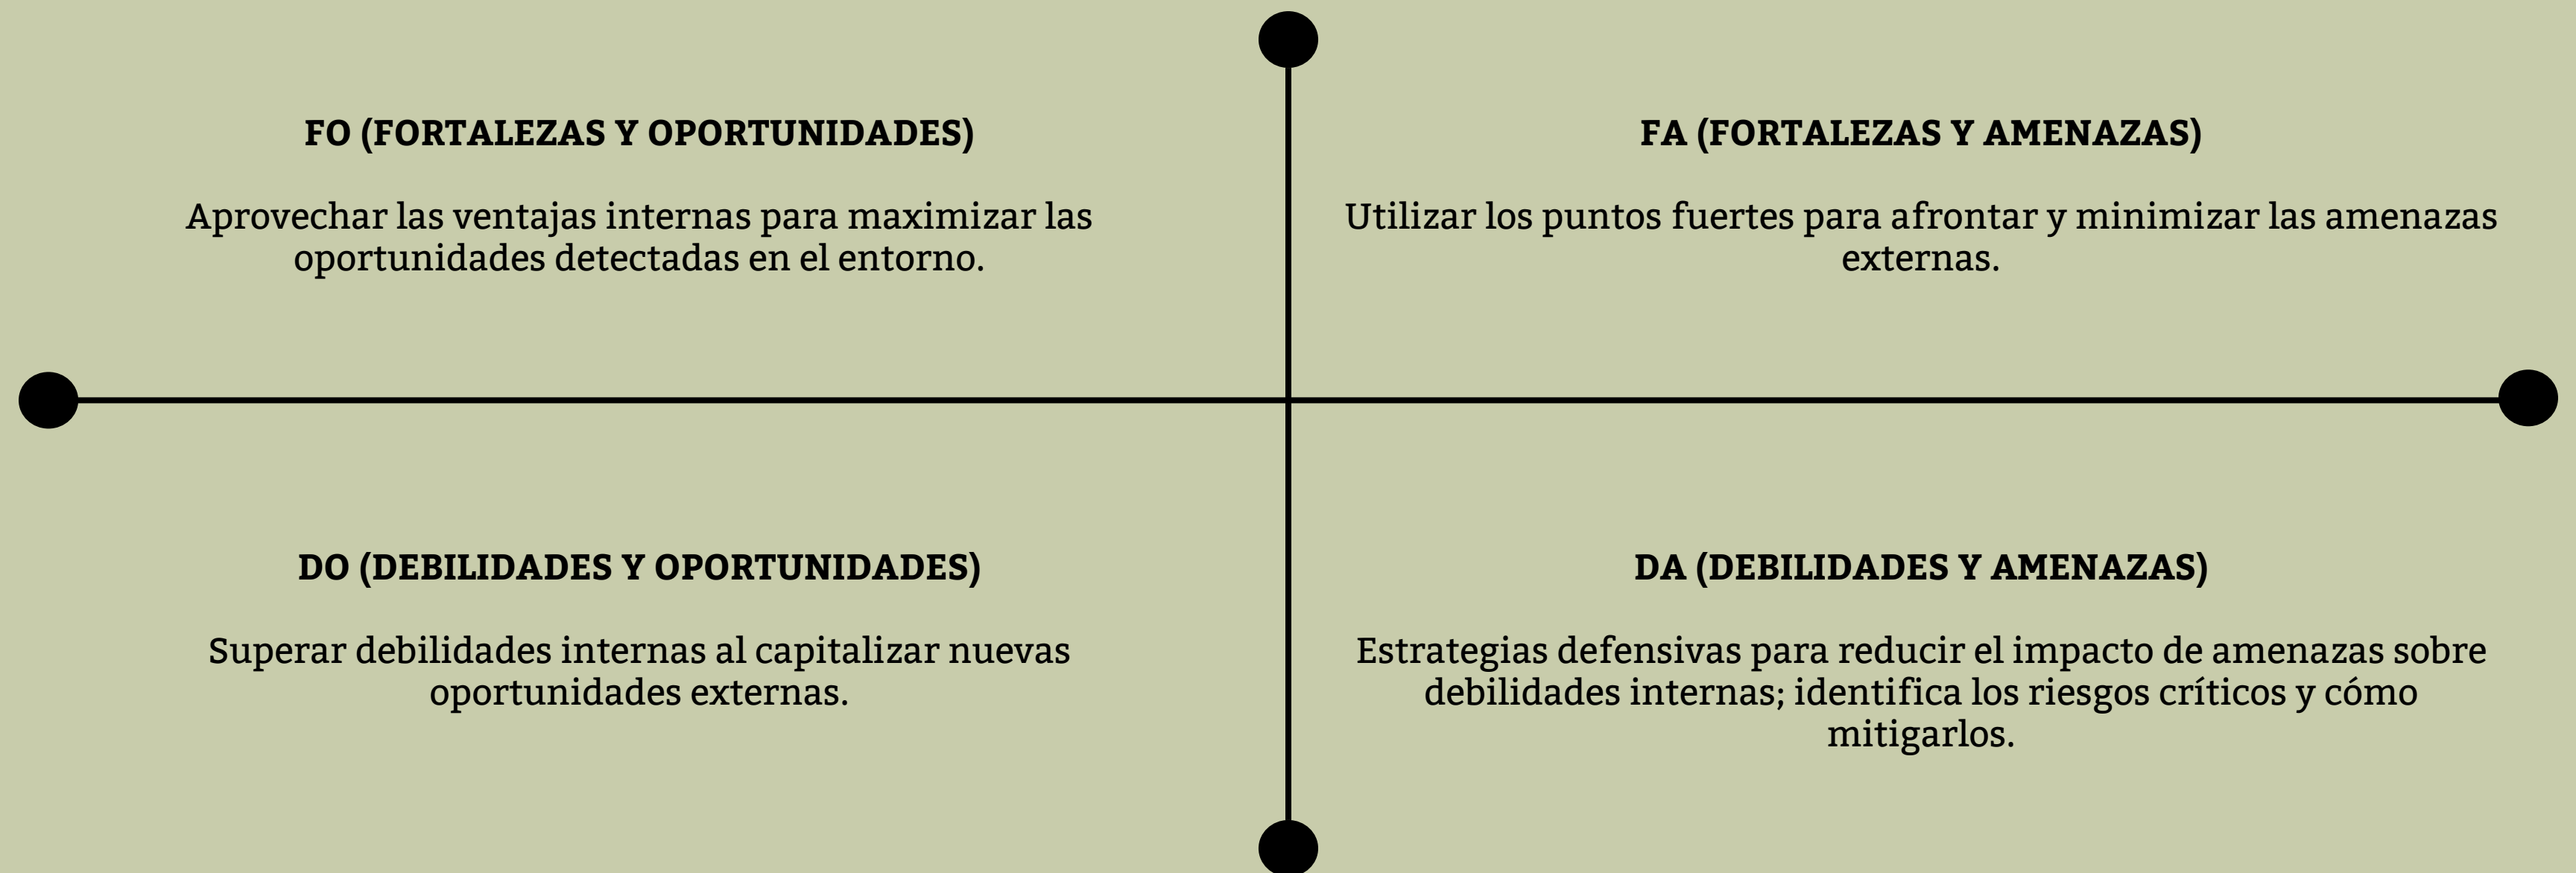 FO (FORTALEZAS Y OPORTUNIDADES)
Aprovechar las ventajas internas para maximizar las
oportunidades detectadas en el entorno.
FA (FORTALEZAS Y AMENAZAS)
Utilizar los puntos fuertes para afrontar y minimizar las amenazas
externas.
DO (DEBILIDADES Y OPORTUNIDADES)
Superar debilidades internas al capitalizar nuevas
oportunidades externas.
DA (DEBILIDADES Y AMENAZAS)
Estrategias defensivas para reducir el impacto de amenazas sobre
debilidades internas; identifica los riesgos críticos y cómo
mitigarlos.